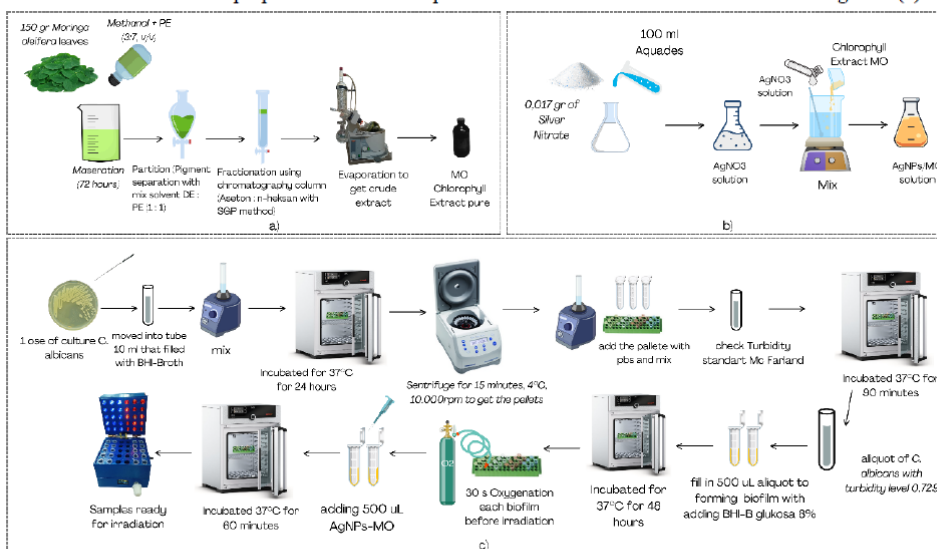 150 gr Moringa
oleifera leaves
Methanol + PE
(3:7, v/v)
Maseration
(72 hours)
Partition (Pigment
separation with
mix solvent DE :
PE (1 : 1)
Fractionation using
chromatography column
(Aseton : n-heksan with
SGP method)
Evaporation to
get crude
extract
MO
Chlorophyll
Extract pure
a)
100 ml
Aquades
0,017 gr of
Silver
Nitrate
AgNO3
solution
AgNO3
solution
Chlorophyll
Extract MO
Mix
AgNPs/MO
solution
b)
1 ose of culture C.
albicans
moved into tube
10 ml that filled
with BHI-Broth
mix
incubated for 37°C
for 24 hours
Sentrifuge for 15 minutes, 4°C,
10.000rpm to get the pellets
add the pallete with
pbs and mix
check Turbidity
standart Mc Farland
Incubated 37°C for
90 minutes
aliquot of C.
albicans with
turbidity level 0.729
fill in 500 uL aliquot to
forming biofilm with
adding BHI-B glukosa 8%
Incubated for
37°C for 48
hours
O2
30 s Oxygenation
each biofilm
before irradiation
adding 500 uL
AgNPs-MO
incubated 37°C for
60 minutes
Samples ready
for irradiation
c)